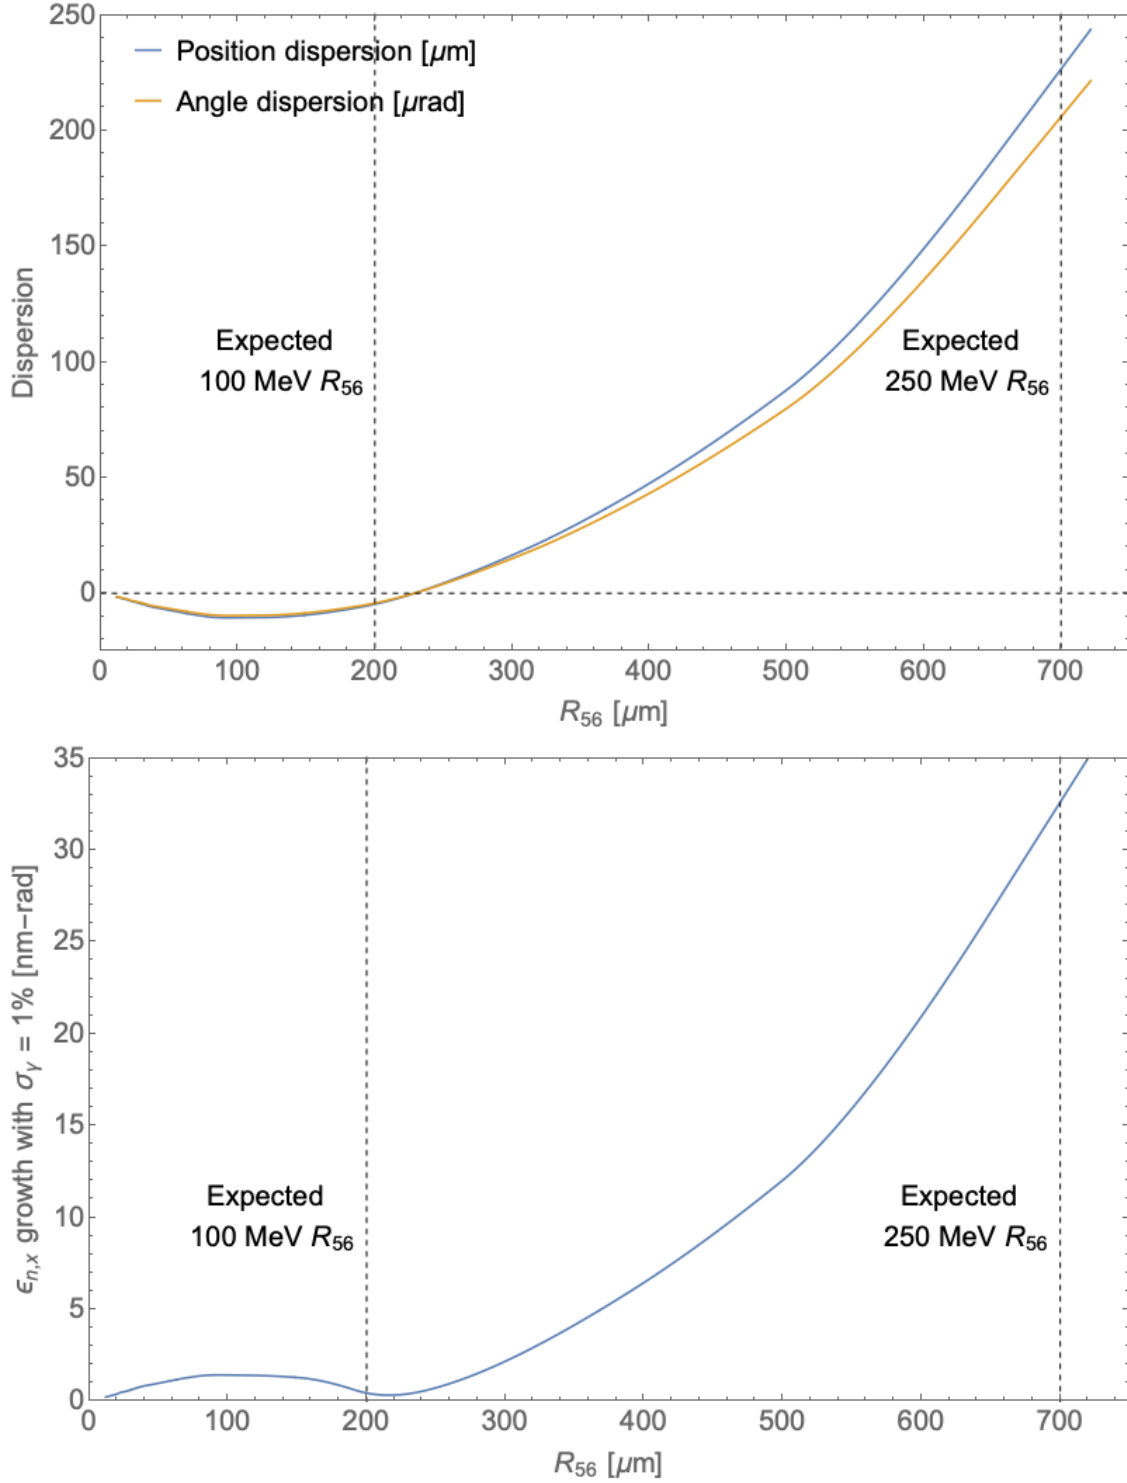 250
200
150
100
50
0
Dispersion
Position dispersion [μm]
Angle dispersion [μrad]
Expected
100 MeV R56
Expected
250 MeV R56
0 100 200 300 400 500 600 700
R56 [μm]
35
30
25
20
15
10
5
0
ϵn,x growth with σγ = 1% [nm−rad]
Expected
100 MeV R56
Expected
250 MeV R56
0 100 200 300 400 500 600 700
R56 [μm]